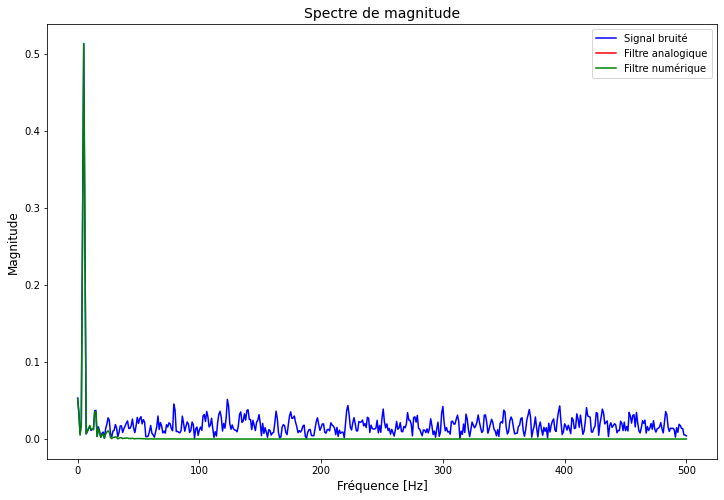 Spectre de magnitude
Signal bruité
Filtre analogique
Filtre numérique
Magnitude
0.5
0.4
0.3
0.2
0.1
0.0
0
100
200
300
400
500
Fréquence [Hz]